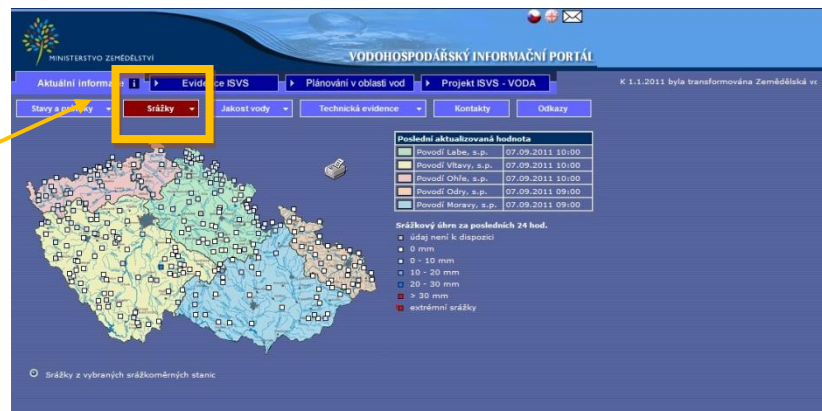 MINISTERSTVO ZEMĚDĚLSTVÍ
VODOHOSPODÁŘSKÝ INFORMAČNÍ PORTÁL
Aktuální informace i Evidence ISVS Plánování v oblasti vod Projekt ISVS - VODA K 1.1.2011 byla transformována Zemědělská
Stavy a Srážky Jakost vody Technická evidence Kontakty Odkazy
Poslední aktualizovaná hodnota
Povodí Labe, s.p. 07.09.2011 10:00
Povodí Vltavy, s.p. 07.09.2011 10:00
Povodí Ohře, s.p. 07.09.2011 10:00
Povodí Odry, s.p. 07.09.2011 09:00
Povodí Moravy, s.p. 07.09.2011 09:00
Srážkový úhrn za posledních 24 hod.
údaj není k dispozici
0 mm
0 - 10 mm
10 - 20 mm
20 - 30 mm
> 30 mm
extrémní srážky
Srážky z vybraných srážkoměrných stanic